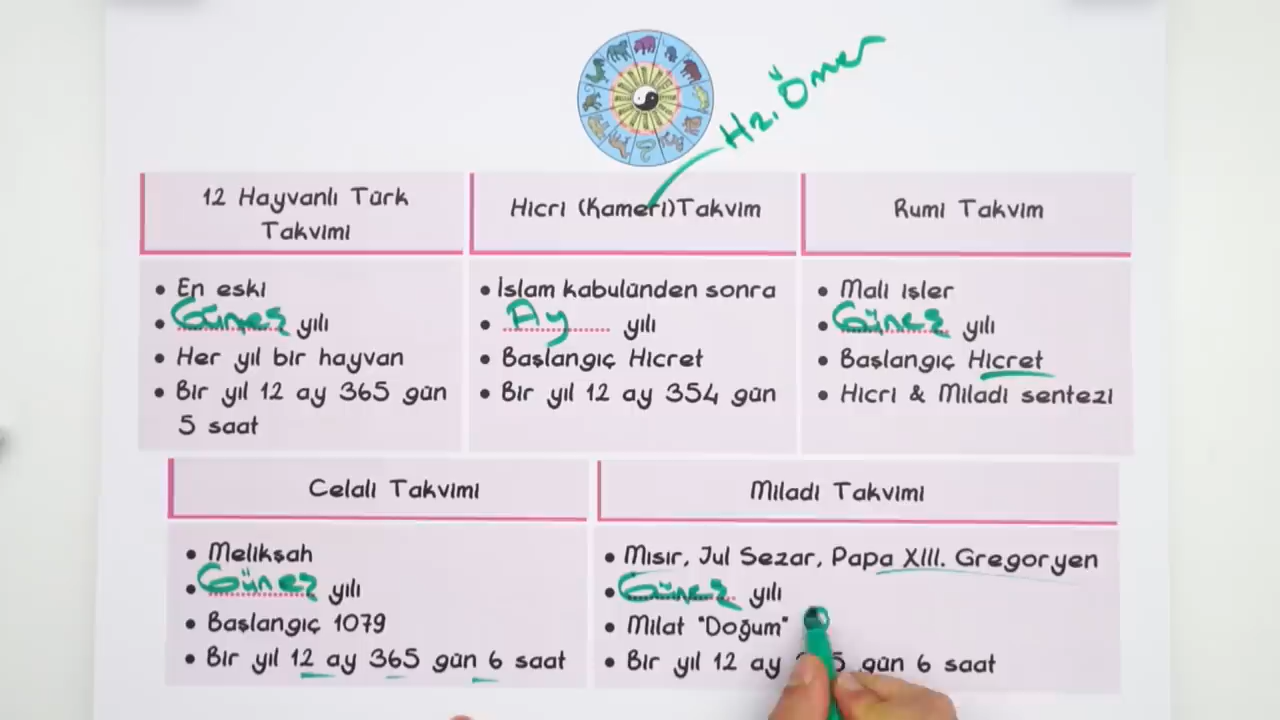 Hz. Ömer
12 Hayvanlı Türk
Takvimi
• En eski
• Güneş yılı
• Her yıl bir hayvan
• Bir yıl 12 ay 365 gün
5 saat
Hicri (Kameri) Takvim
• İslam kabulünden sonra
• Ay yılı
• Başlangıç Hicret
• Bir yıl 12 ay 354 gün
Rumi Takvim
• Mali işler
• Güneş yılı
• Başlangıç Hicret
• Hicri & Miladi sentezi
Celali Takvimi
• Melikşah
• Güneş yılı
• Başlangıç 1079
• Bir yıl 12 ay 365 gün 6 saat
Miladi Takvimi
• Mısır, Jul Sezar, Papa XIII. Gregoryen
• Güneş yılı
• Milat "Doğum"
• Bir yıl 12 ay 5 gün 6 saat